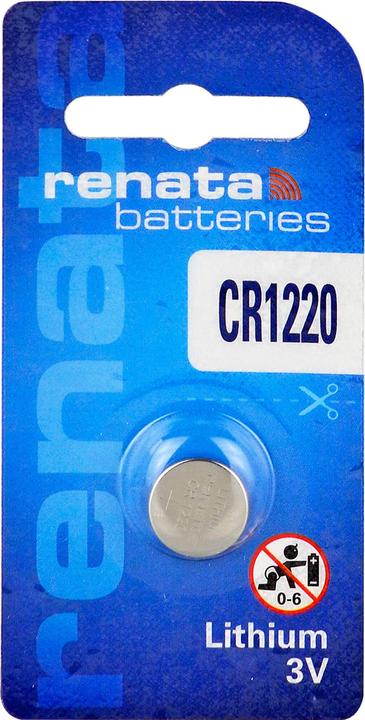 renata
batteries
CR1220
renata
0-6
Lithium
3V